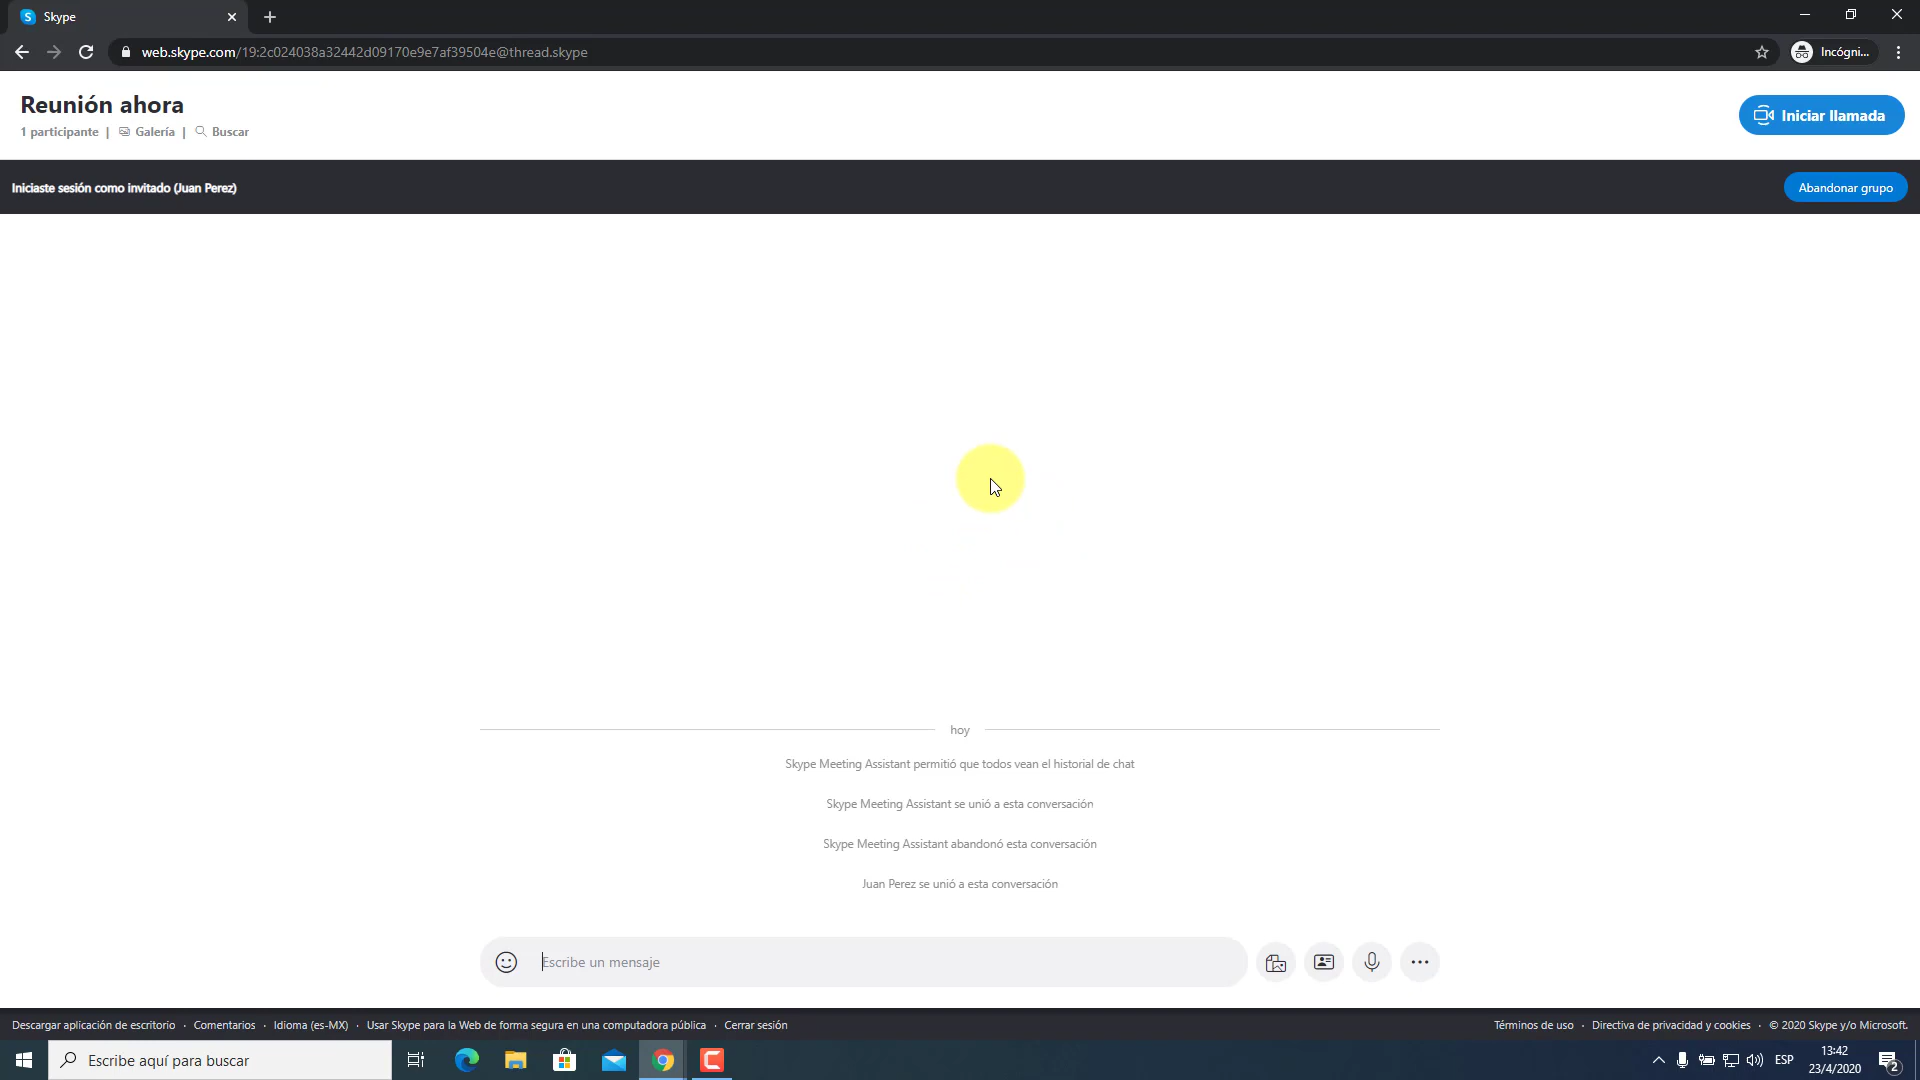 Skype
web.skype.com/19:2c024038a32442d09170e9e7af39504e@thread.skype
Incógni...
Reunión ahora
1 participante | Galería | Buscar
Iniciar llamada
Iniciaste sesión como invitado (Juan Perez)
Abandonar grupo
hoy
Skype Meeting Assistant permitió que todos vean el historial de chat
Skype Meeting Assistant se unió a esta conversación
Skype Meeting Assistant abandonó esta conversación
Juan Perez se unió a esta conversación
Escribe un mensaje
Descargar aplicación de escritorio · Comentarios · Idioma (es-MX) · Usar Skype para la Web de forma segura en una computadora pública · Cerrar sesión
Términos de uso · Directiva de privacidad y cookies · © 2020 Skype y/o Microsoft.
Escribe aquí para buscar
ESP
13:42
23/4/2020
2